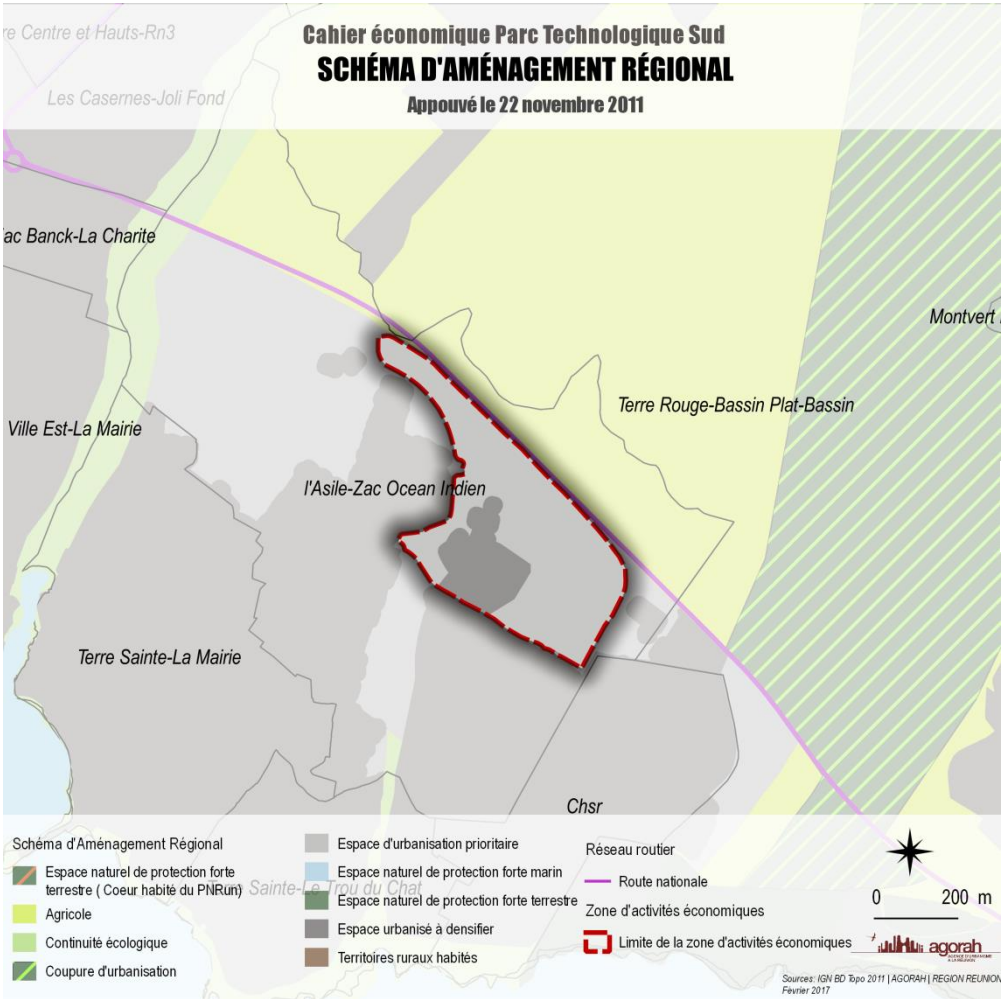 Cahier économique Parc Technologique Sud
SCHÉMA D'AMÉNAGEMENT RÉGIONAL
Appouvé le 22 novembre 2011
re Centre et Hauts-Rn3
Les Casernes-Joli Fond
ac Banck-La Charite
Montvert
Terre Rouge-Bassin Plat-Bassin
Ville Est-La Mairie
l'Asile-Zac Ocean Indien
Terre Sainte-La Mairie
Chsr
Sainte-Le Trou du Chat
Schéma d'Aménagement Régional
Espace naturel de protection forte
terrestre ( Coeur habité du PNRun)
Agricole
Continuité écologique
Coupure d'urbanisation
Espace d'urbanisation prioritaire
Espace naturel de protection forte marin
Espace naturel de protection forte terrestre
Espace urbanisé à densifier
Territoires ruraux habités
Réseau routier
Route nationale
Zone d'activités économiques
Limite de la zone d'activités économiques
0 200 m
agorah
Sources: IGN BD Topo 2011 | AGORAH | REGION REUNION
Février 2017